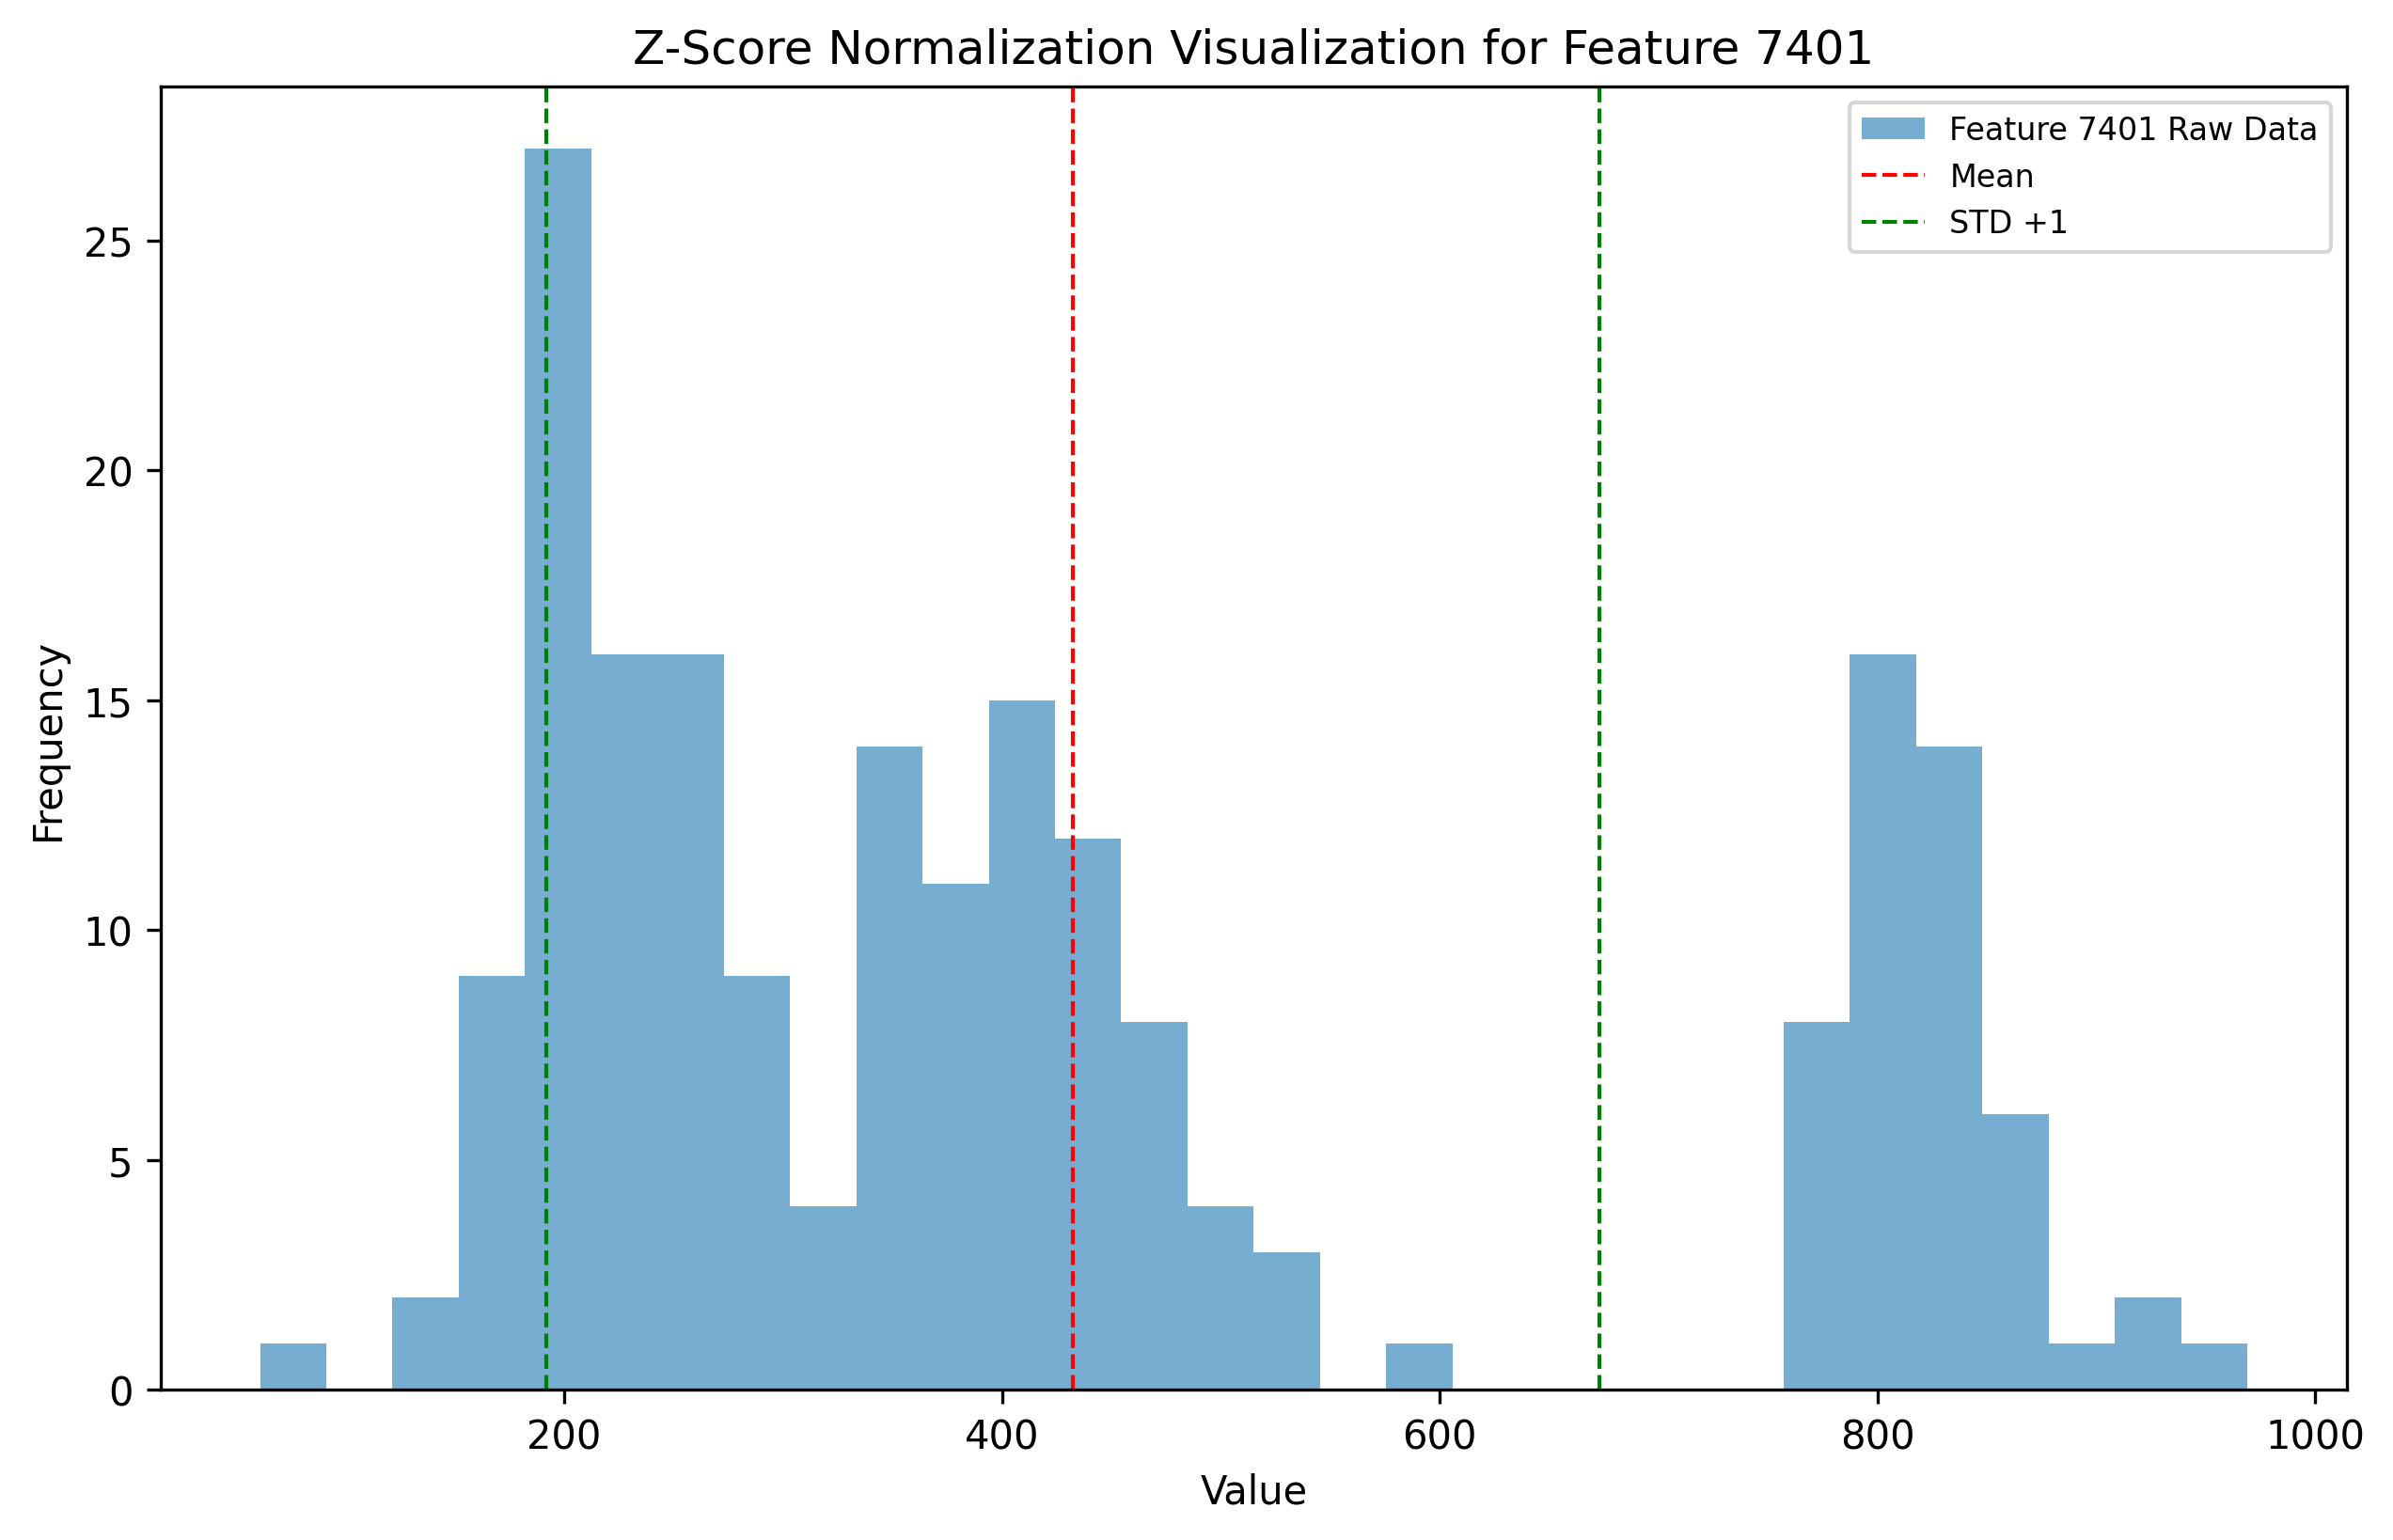 Z-Score Normalization Visualization for Feature 7401
Feature 7401 Raw Data
Mean
STD +1
25
20
15
10
5
0
Frequency
200
400
600
800
1000
Value